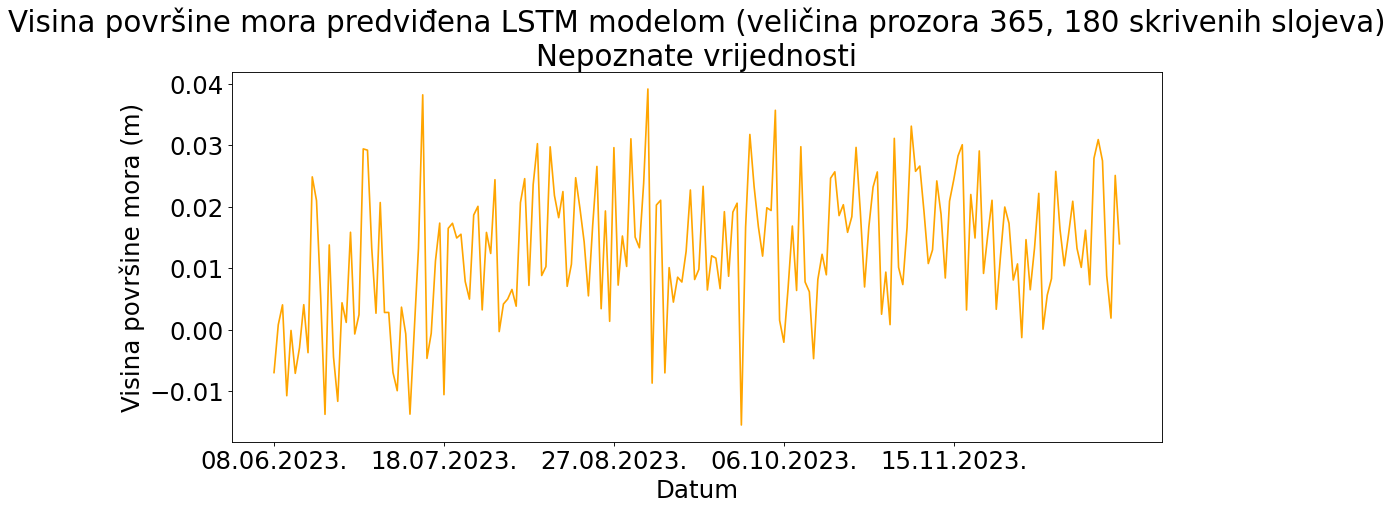 Visina površine mora predviđena LSTM modelom (veličina prozora 365, 180 skrivenih slojeva)
Nepoznate vrijednosti
Visina površine mora (m)
0.04
0.03
0.02
0.01
0.00
−0.01
08.06.2023. 18.07.2023. 27.08.2023. 06.10.2023. 15.11.2023.
Datum